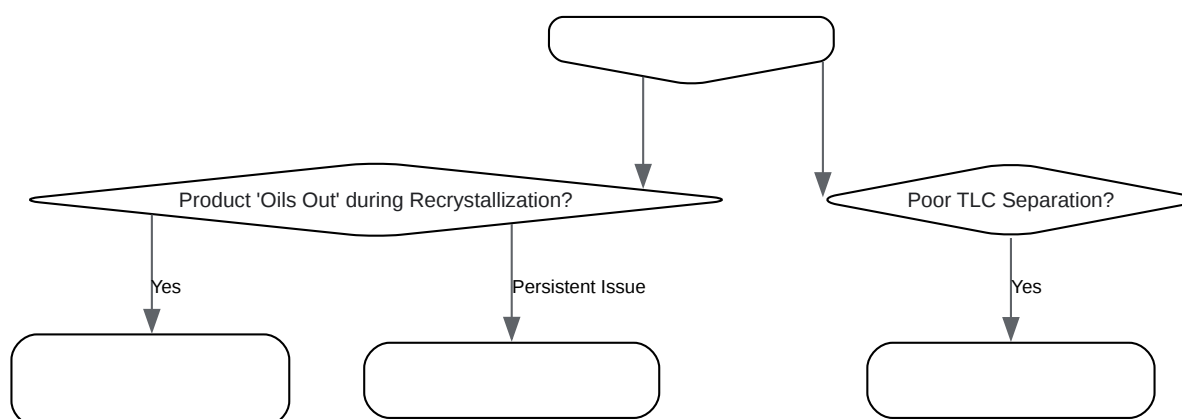 Product 'Oils Out' during Recrystallization?
Poor TLC Separation?
Yes
Persistent Issue
Yes